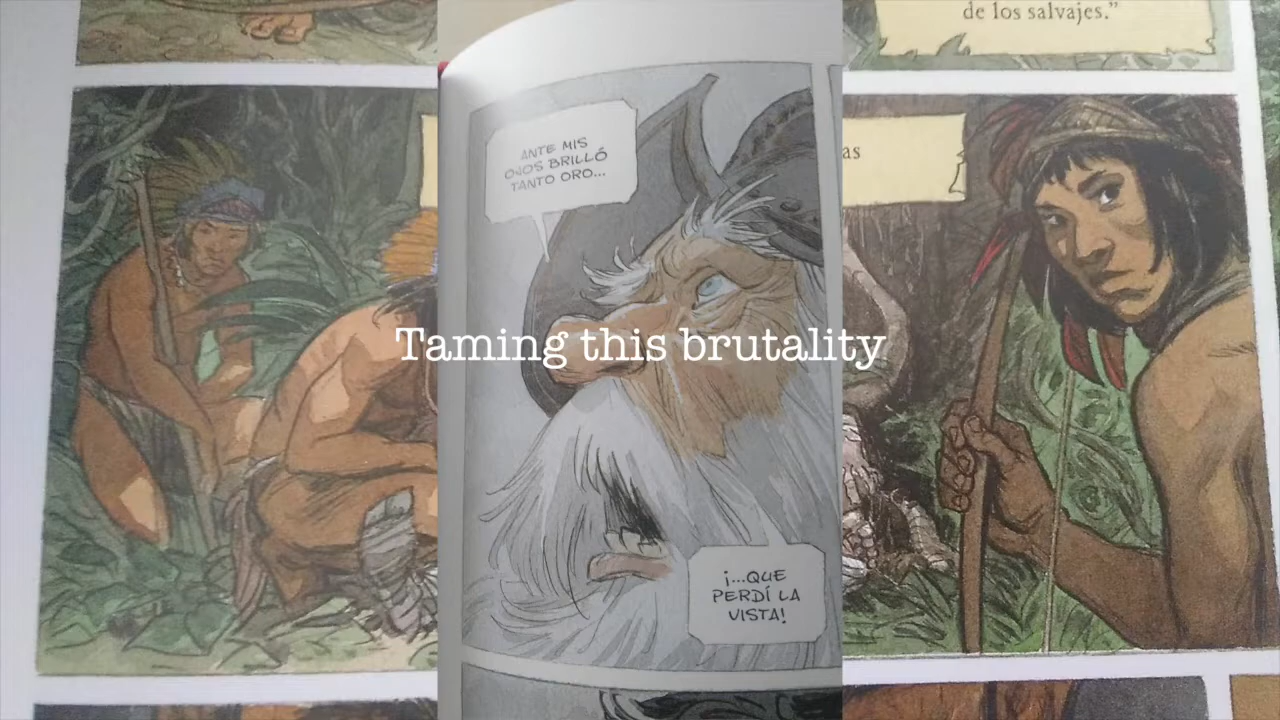 de los salvajes.”
ANTE MIS
OJOS BRILLÓ
TANTO ORO...
as
Taming this brutality
¡...QUE
PERDÍ LA
VISTA!